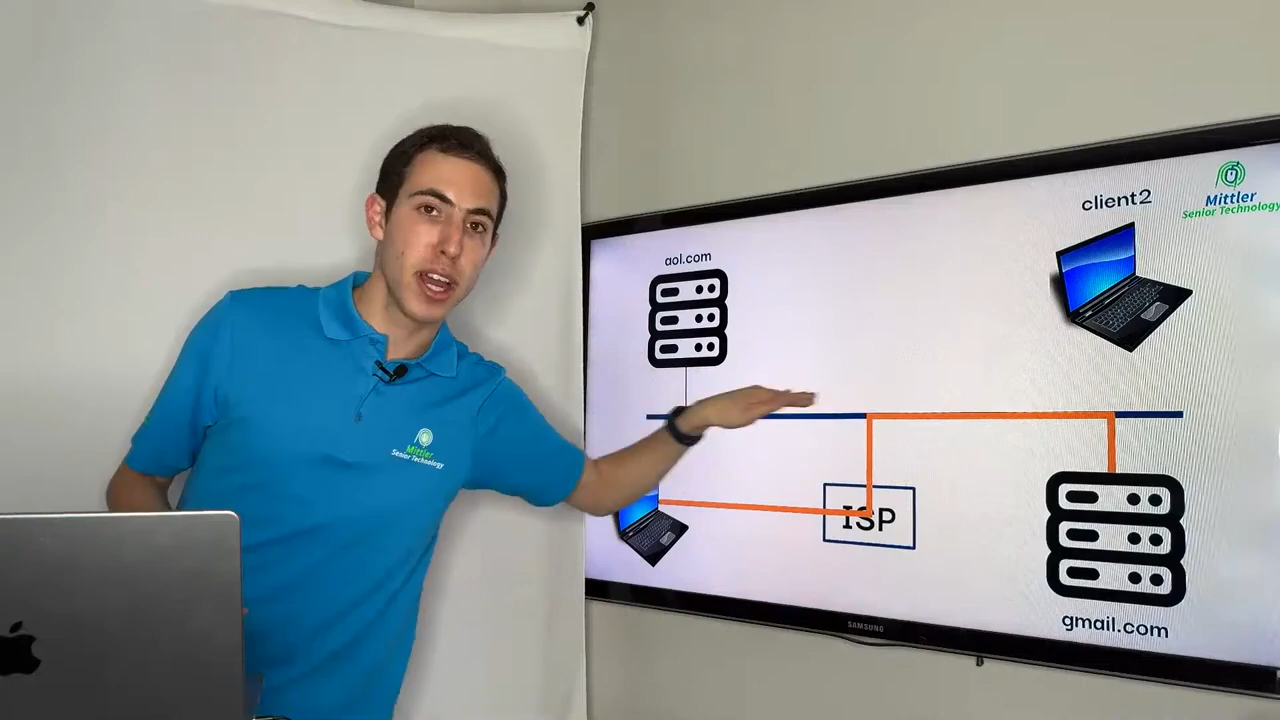 client2
Mittler
Senior Technology
aol.com
Mittler
Senior Technology
ISP
gmail.com
SAMSUNG